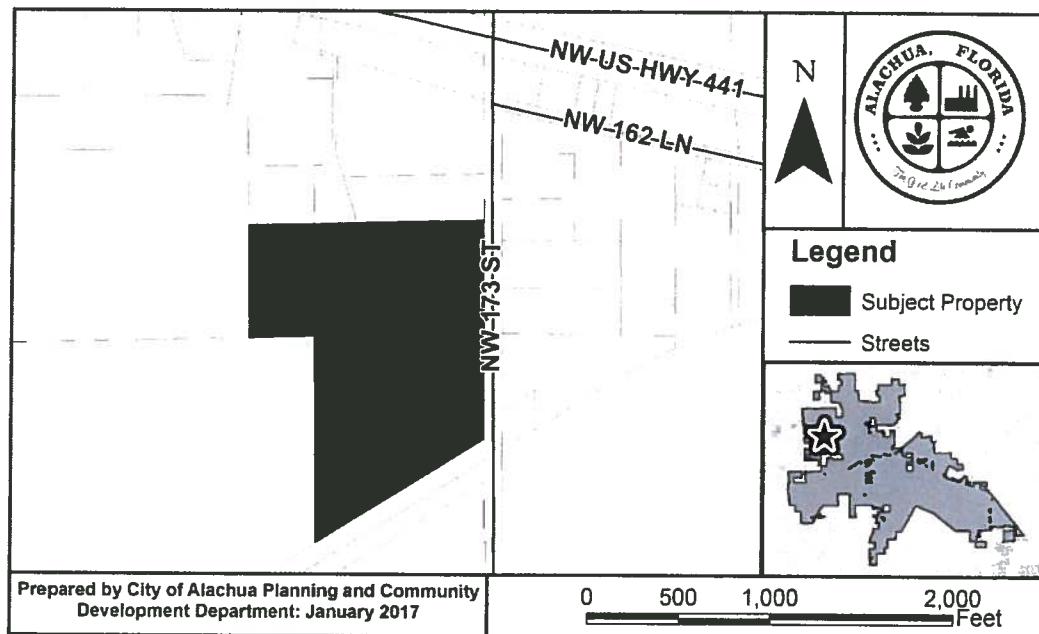 NW-US-HWY-441
NW-162-LN
NW-173-ST
N
ALACHUA, FLORIDA
Legend
Subject Property
Streets
Prepared by City of Alachua Planning and Community
Development Department: January 2017
0 500 1,000 2,000
Feet